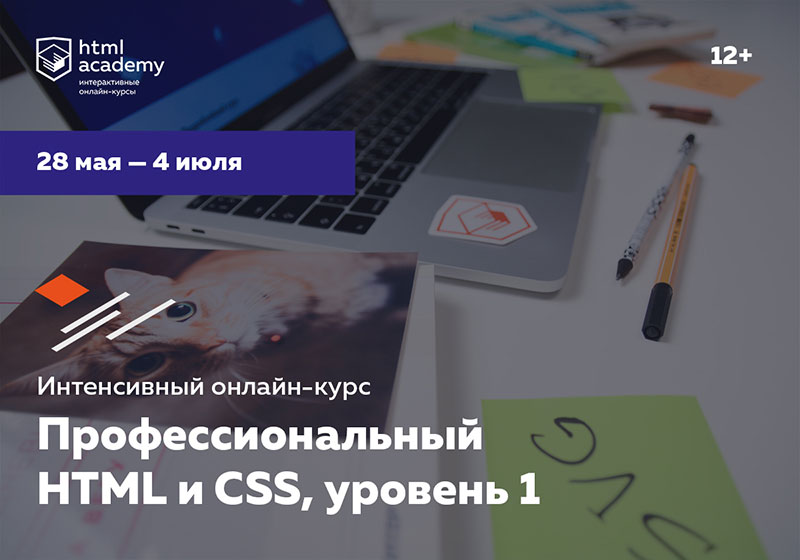 html
academy
интерактивные
онлайн-курсы
12+
28 мая — 4 июля
Интенсивный онлайн-курс
Профессиональный
HTML и CSS, уровень 1